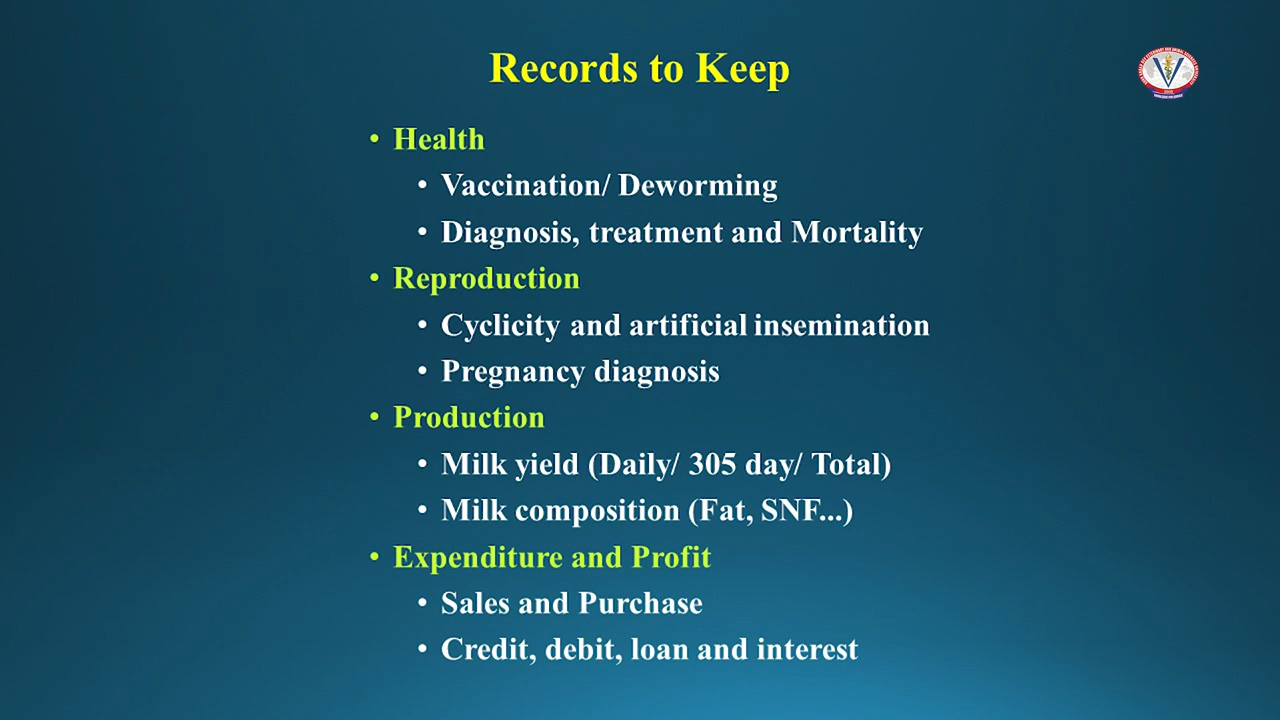 Records to Keep
• Health
• Vaccination/ Deworming
• Diagnosis, treatment and Mortality
• Reproduction
• Cyclicity and artificial insemination
• Pregnancy diagnosis
• Production
• Milk yield (Daily/ 305 day/ Total)
• Milk composition (Fat, SNF...)
• Expenditure and Profit
• Sales and Purchase
• Credit, debit, loan and interest